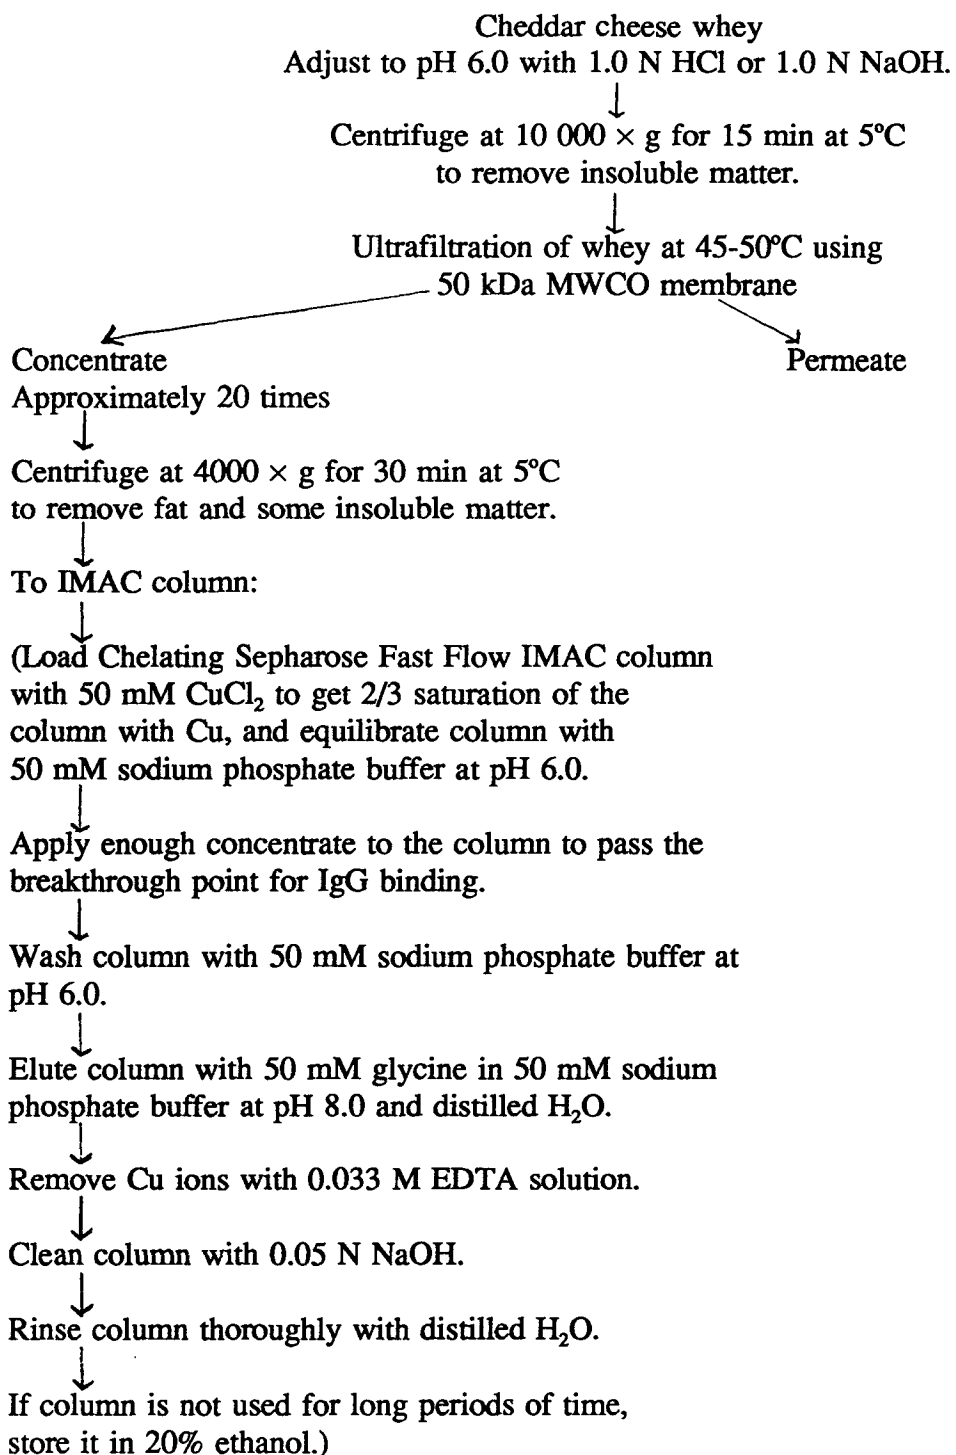 Cheddar cheese whey
Adjust to pH 6.0 with 1.0 N HCl or 1.0 N NaOH.
Centrifuge at 10 000 × g for 15 min at 5ºC
to remove insoluble matter.
Ultrafiltration of whey at 45-50ºC using
50 kDa MWCO membrane
Concentrate
Permeate
Approximately 20 times
Centrifuge at 4000 × g for 30 min at 5ºC
to remove fat and some insoluble matter.
To IMAC column:
(Load Chelating Sepharose Fast Flow IMAC column
with 50 mM CuCl₂ to get 2/3 saturation of the
column with Cu, and equilibrate column with
50 mM sodium phosphate buffer at pH 6.0.
Apply enough concentrate to the column to pass the
breakthrough point for IgG binding.
Wash column with 50 mM sodium phosphate buffer at
pH 6.0.
Elute column with 50 mM glycine in 50 mM sodium
phosphate buffer at pH 8.0 and distilled H₂O.
Remove Cu ions with 0.033 M EDTA solution.
Clean column with 0.05 N NaOH.
Rinse column thoroughly with distilled H₂O.
If column is not used for long periods of time,
store it in 20% ethanol.)